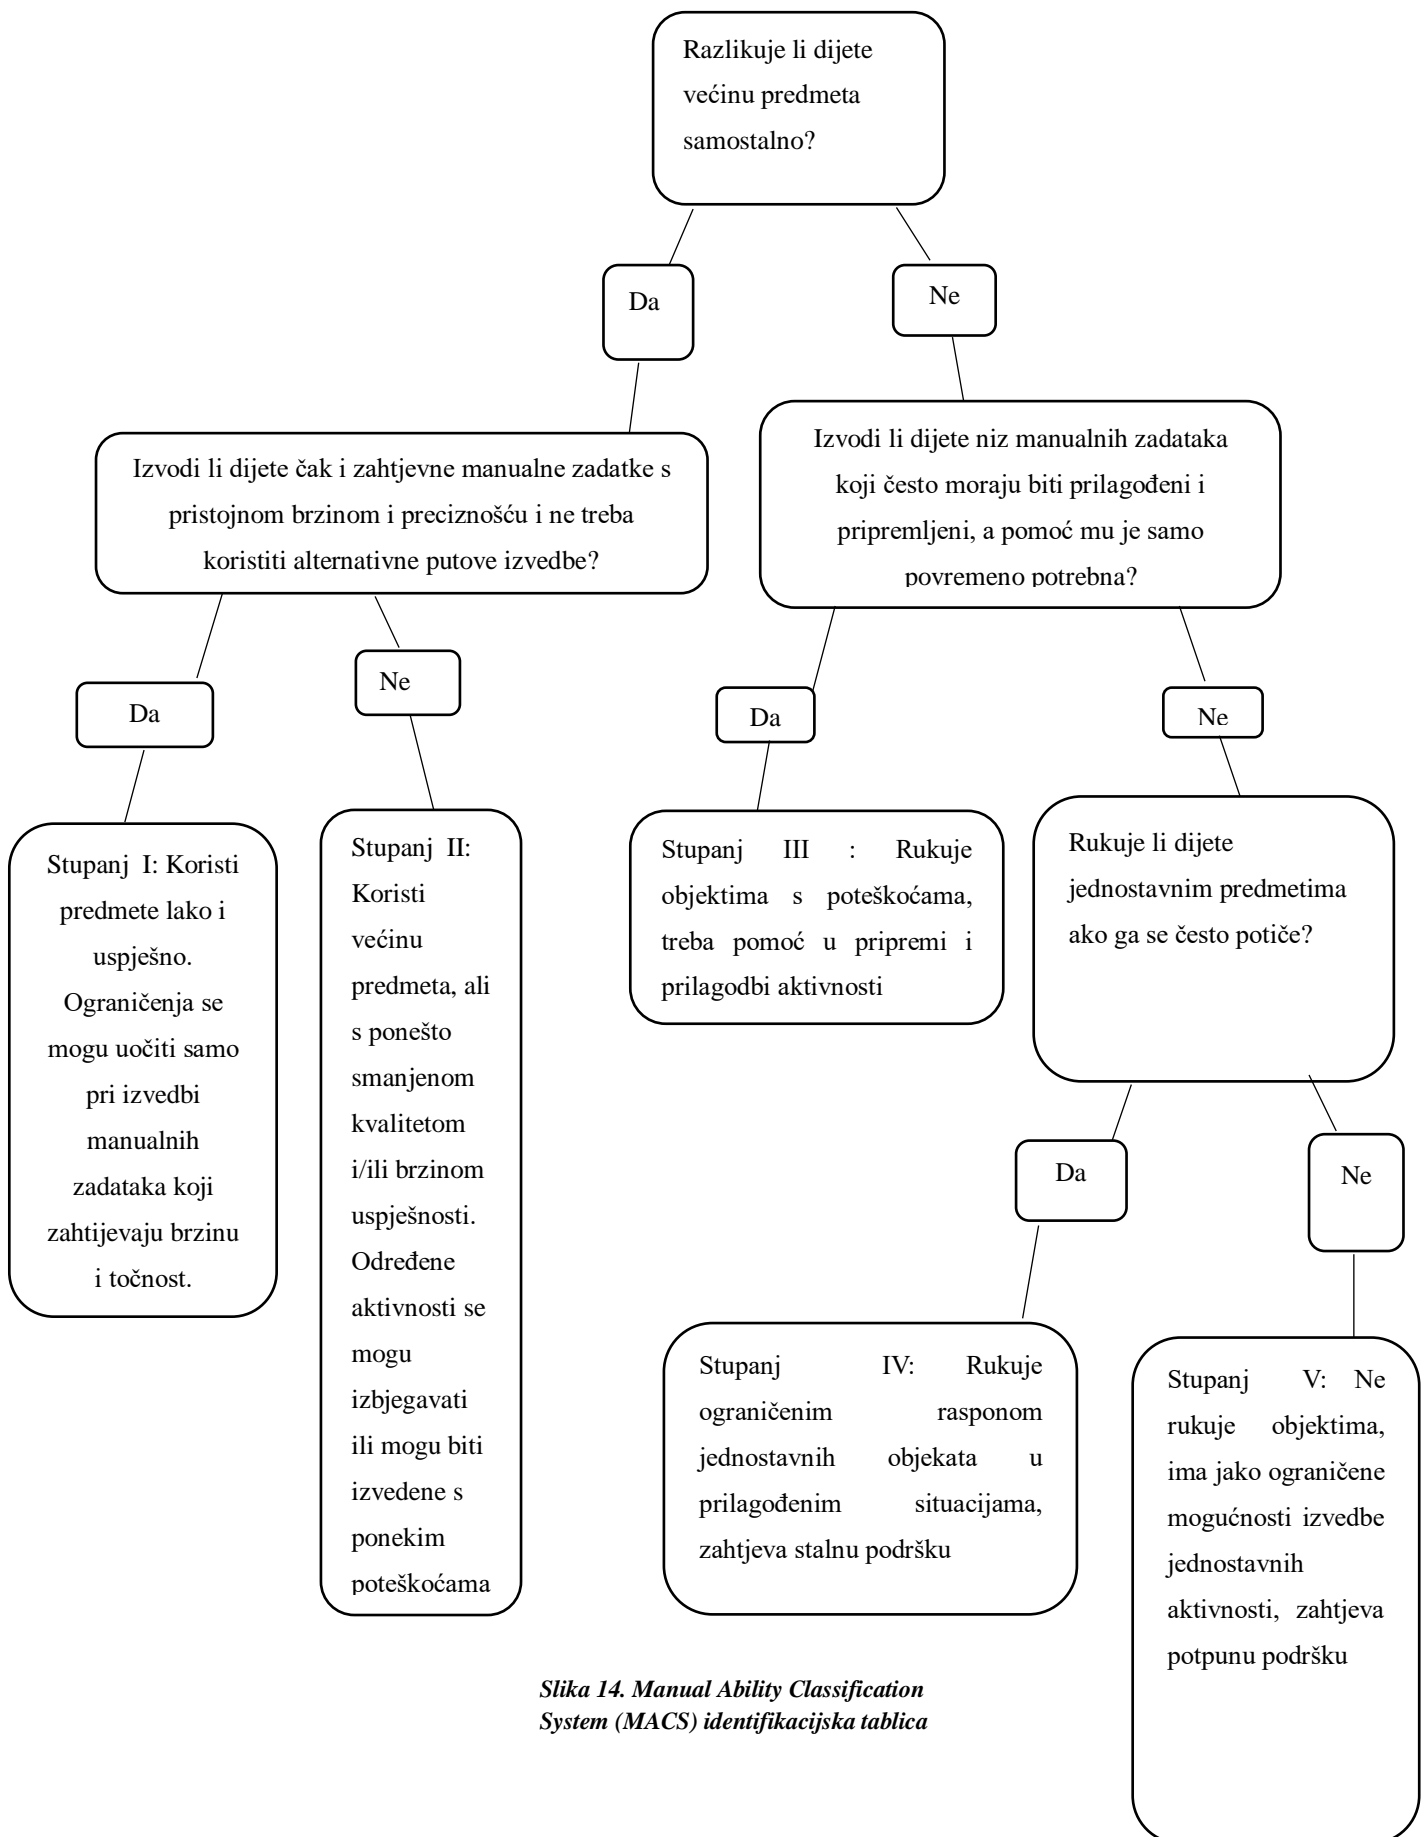 Razlikuje li dijete
većinu predmeta
samostalno?
Da
Ne
Izvodi li dijete čak i zahtjevne manualne zadatke s
pristojnom brzinom i preciznošću i ne treba
koristiti alternativne putove izvedbe?
Izvodi li dijete niz manualnih zadataka
koji često moraju biti prilagođeni i
pripremljeni, a pomoć mu je samo
povremeno potrebna?
Da
Ne
Da
Ne
Stupanj I: Koristi
predmete lako i
uspješno.
Ograničenja se
mogu uočiti samo
pri izvedbi
manualnih
zadataka koji
zahtijevaju brzinu
i točnost.
Stupanj II:
Koristi
većinu
predmeta, ali
s ponešto
smanjenom
kvalitetom
i/ili brzinom
uspješnosti.
Određene
aktivnosti se
mogu
izbjegavati
ili mogu biti
izvedene s
ponekim
poteškoćama
Stupanj III : Rukuje
objektima s poteškoćama,
treba pomoć u pripremi i
prilagodbi aktivnosti
Rukuje li dijete
jednostavnim predmetima
ako ga se često potiče?
Da
Ne
Stupanj IV: Rukuje
ograničenim rasponom
jednostavnih objekata u
prilagođenim situacijama,
zahtjeva stalnu podršku
Stupanj V: Ne
rukuje objektima,
ima jako ograničene
mogućnosti izvedbe
jednostavnih
aktivnosti, zahtjeva
potpunu podršku
Slika 14. Manual Ability Classification
System (MACS) identifikacijska tablica